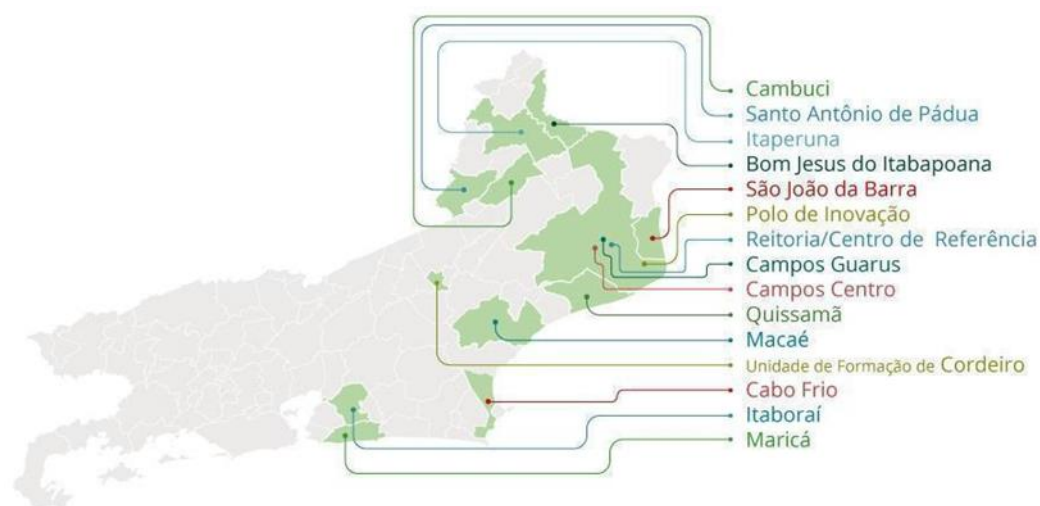 Cambuci
Santo Antônio de Pádua
Itaperuna
Bom Jesus do Itabapoana
São João da Barra
Polo de Inovação
Reitoria/Centro de Referência
Campos Guarus
Campos Centro
Quissamã
Macaé
Unidade de Formação de Cordeiro
Cabo Frio
Itaboraí
Maricá